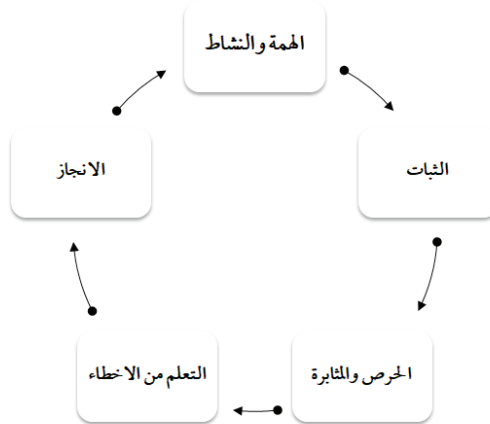 الهمة والنشاط
الثبات
الحرص والمثابرة
التعلم من الاخطاء
الانجاز